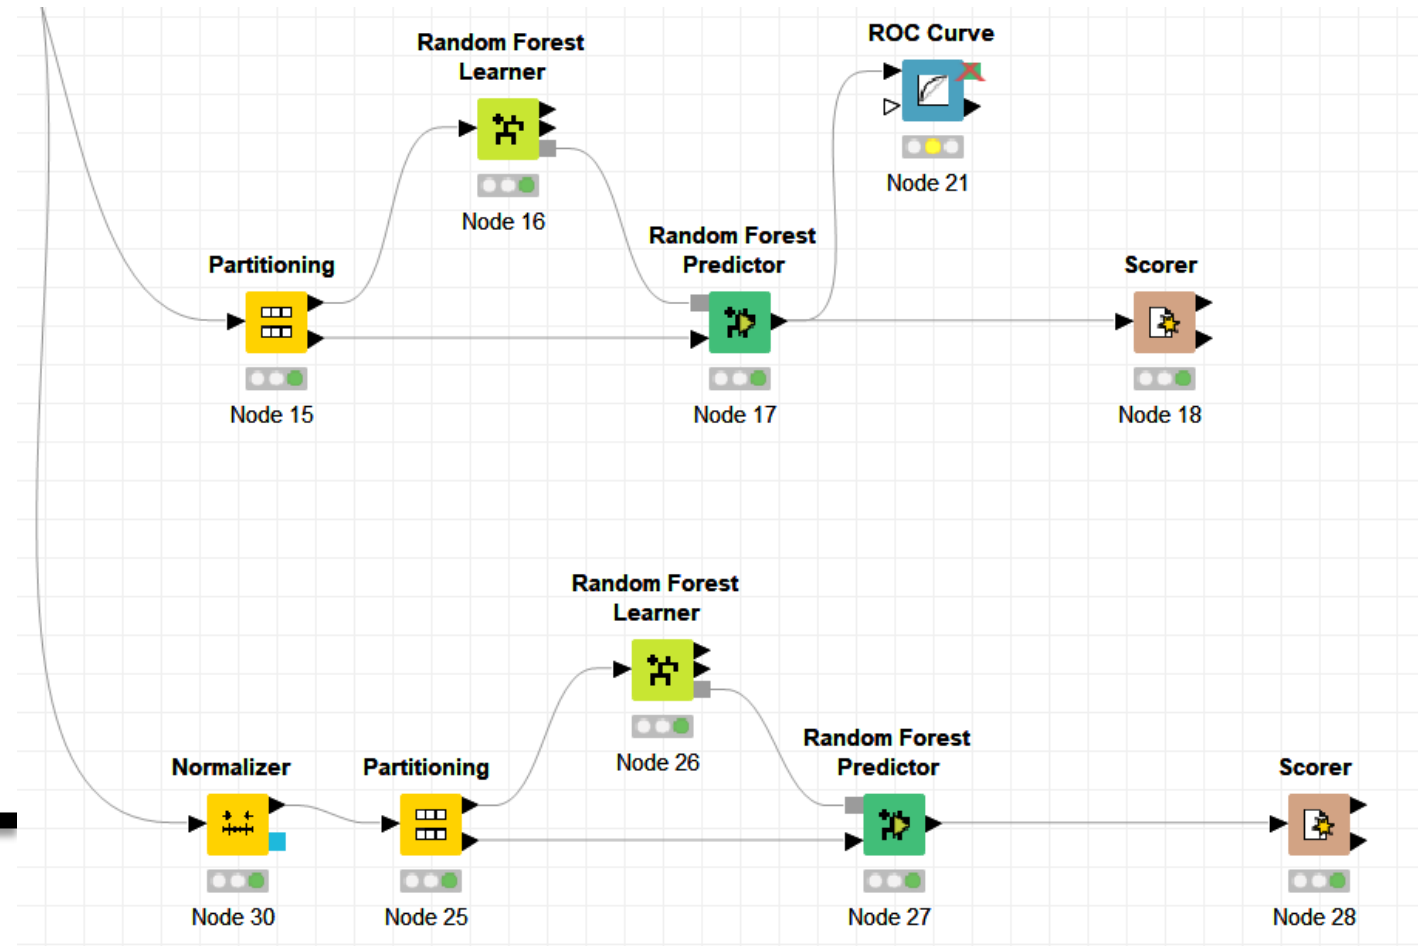 ROC Curve
Random Forest
Learner
Node 21
Node 16
Random Forest
Predictor
Partitioning
Scorer
Node 15
Node 17
Node 18
Random Forest
Learner
Node 26
Random Forest
Predictor
Normalizer
Partitioning
Scorer
Node 30
Node 25
Node 27
Node 28